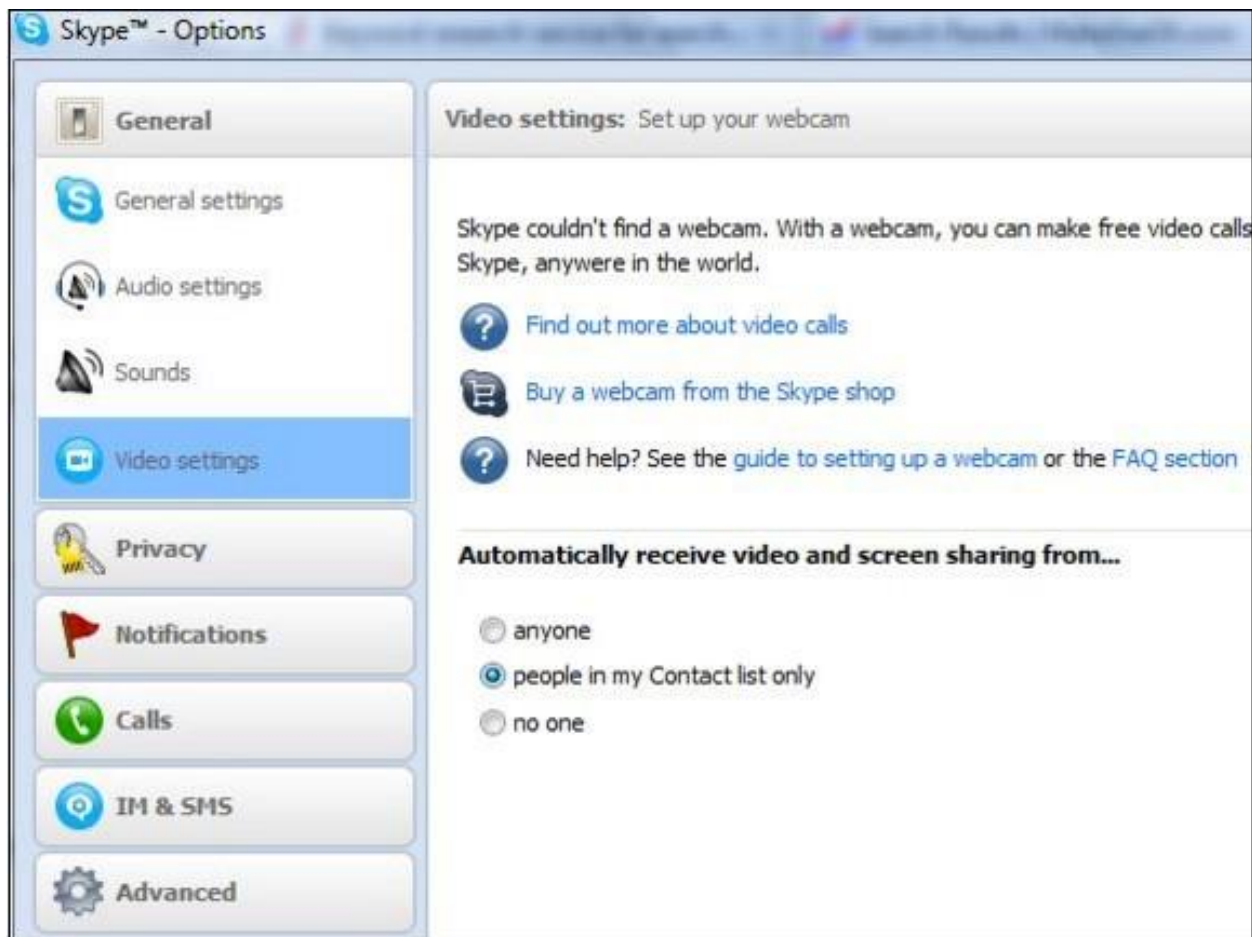 Skype™ - Options
General
General settings
Audio settings
Sounds
Video settings
Privacy
Notifications
Calls
IM & SMS
Advanced
Video settings: Set up your webcam
Skype couldn't find a webcam. With a webcam, you can make free video calls
Skype, anywere in the world.
Find out more about video calls
Buy a webcam from the Skype shop
Need help? See the guide to setting up a webcam or the FAQ section
Automatically receive video and screen sharing from...
anyone
people in my Contact list only
no one